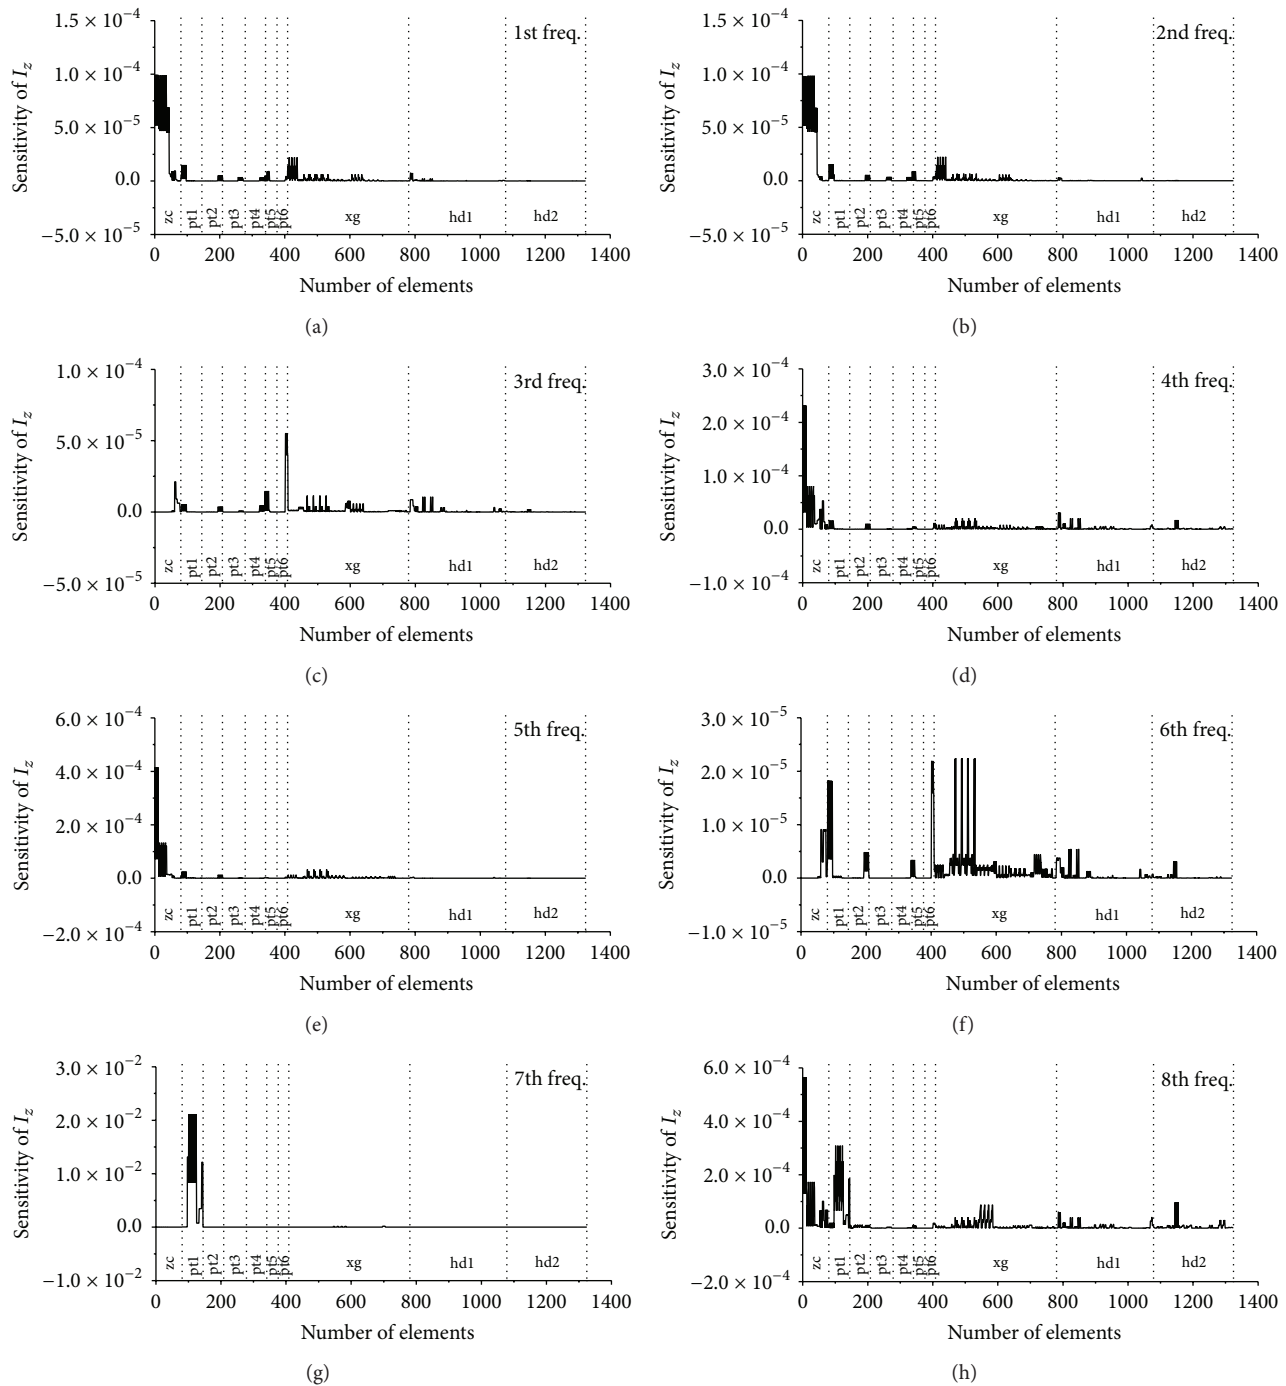 1st freq.
Sensitivity of I_z
1.5 × 10⁻⁴
1.0 × 10⁻⁴
5.0 × 10⁻⁵
0.0
−5.0 × 10⁻⁵
zc pt1 pt2 pt3 pt4 pt5 pt6 xg hd1 hd2
0 200 400 600 800 1000 1200 1400
Number of elements
(a)
2nd freq.
Sensitivity of I_z
1.5 × 10⁻⁴
1.0 × 10⁻⁴
5.0 × 10⁻⁵
0.0
−5.0 × 10⁻⁵
zc pt1 pt2 pt3 pt4 pt5 pt6 xg hd1 hd2
0 200 400 600 800 1000 1200 1400
Number of elements
(b)
3rd freq.
Sensitivity of I_z
1.0 × 10⁻⁴
5.0 × 10⁻⁵
0.0
−5.0 × 10⁻⁵
zc pt1 pt2 pt3 pt4 pt5 pt6 xg hd1 hd2
0 200 400 600 800 1000 1200 1400
Number of elements
(c)
4th freq.
Sensitivity of I_z
3.0 × 10⁻⁴
2.0 × 10⁻⁴
1.0 × 10⁻⁴
0.0
−1.0 × 10⁻⁴
zc pt1 pt2 pt3 pt4 pt5 pt6 xg hd1 hd2
0 200 400 600 800 1000 1200 1400
Number of elements
(d)
5th freq.
Sensitivity of I_z
6.0 × 10⁻⁴
4.0 × 10⁻⁴
2.0 × 10⁻⁴
0.0
−2.0 × 10⁻⁴
zc pt1 pt2 pt3 pt4 pt5 pt6 xg hd1 hd2
0 200 400 600 800 1000 1200 1400
Number of elements
(e)
6th freq.
Sensitivity of I_z
3.0 × 10⁻⁵
2.0 × 10⁻⁵
1.0 × 10⁻⁵
0.0
−1.0 × 10⁻⁵
zc pt1 pt2 pt3 pt4 pt5 pt6 xg hd1 hd2
0 200 400 600 800 1000 1200 1400
Number of elements
(f)
7th freq.
Sensitivity of I_z
3.0 × 10⁻²
2.0 × 10⁻²
1.0 × 10⁻²
0.0
−1.0 × 10⁻²
zc pt1 pt2 pt3 pt4 pt5 pt6 xg hd1 hd2
0 200 400 600 800 1000 1200 1400
Number of elements
(g)
8th freq.
Sensitivity of I_z
6.0 × 10⁻⁴
4.0 × 10⁻⁴
2.0 × 10⁻⁴
0.0
−2.0 × 10⁻⁴
zc pt1 pt2 pt3 pt4 pt5 pt6 xg hd1 hd2
0 200 400 600 800 1000 1200 1400
Number of elements
(h)